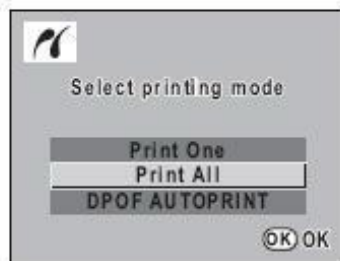 Select printing mode
Print One
Print All
DPOF AUTOPRINT
OK OK